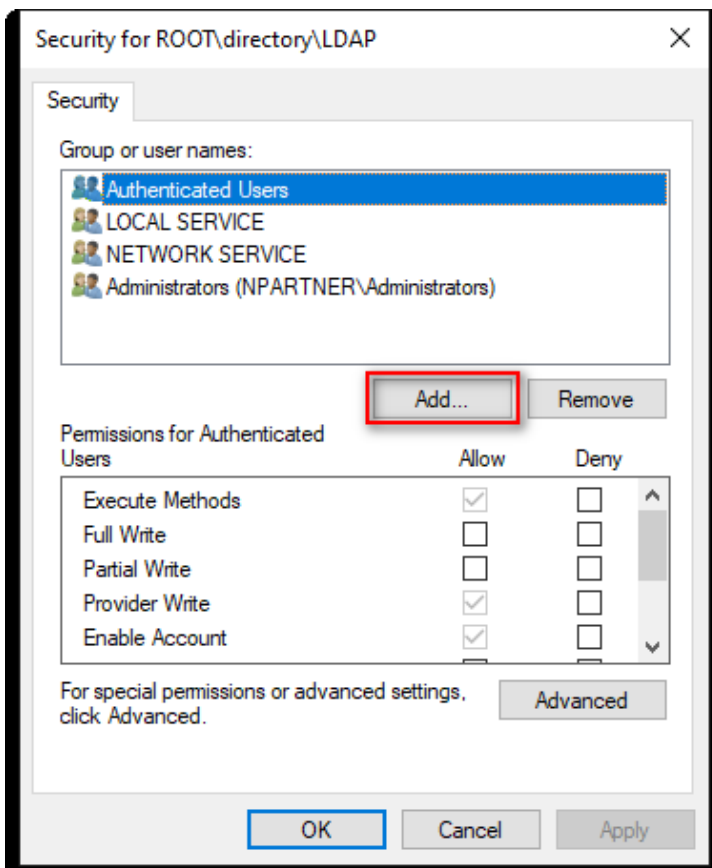 Security for ROOT\directory\LDAP
Security
Group or user names:
Authenticated Users
LOCAL SERVICE
NETWORK SERVICE
Administrators (NPARTNER\Administrators)
Add...
Remove
Permissions for Authenticated
Users
Allow
Deny
Execute Methods
Full Write
Partial Write
Provider Write
Enable Account
For special permissions or advanced settings,
click Advanced.
Advanced
OK
Cancel
Apply